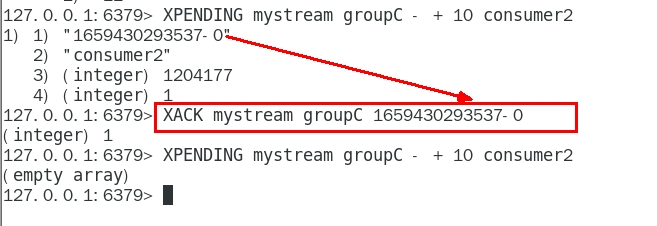 127.0.0.1:6379> XPENDING mystream groupC - + 10 consumer2
1) 1) "1659430293537-0"
2) "consumer2"
3) (integer) 1204177
4) (integer) 1
127.0.0.1:6379> XACK mystream groupC 1659430293537-0
(integer) 1
127.0.0.1:6379> XPENDING mystream groupC - + 10 consumer2
(empty array)
127.0.0.1:6379>